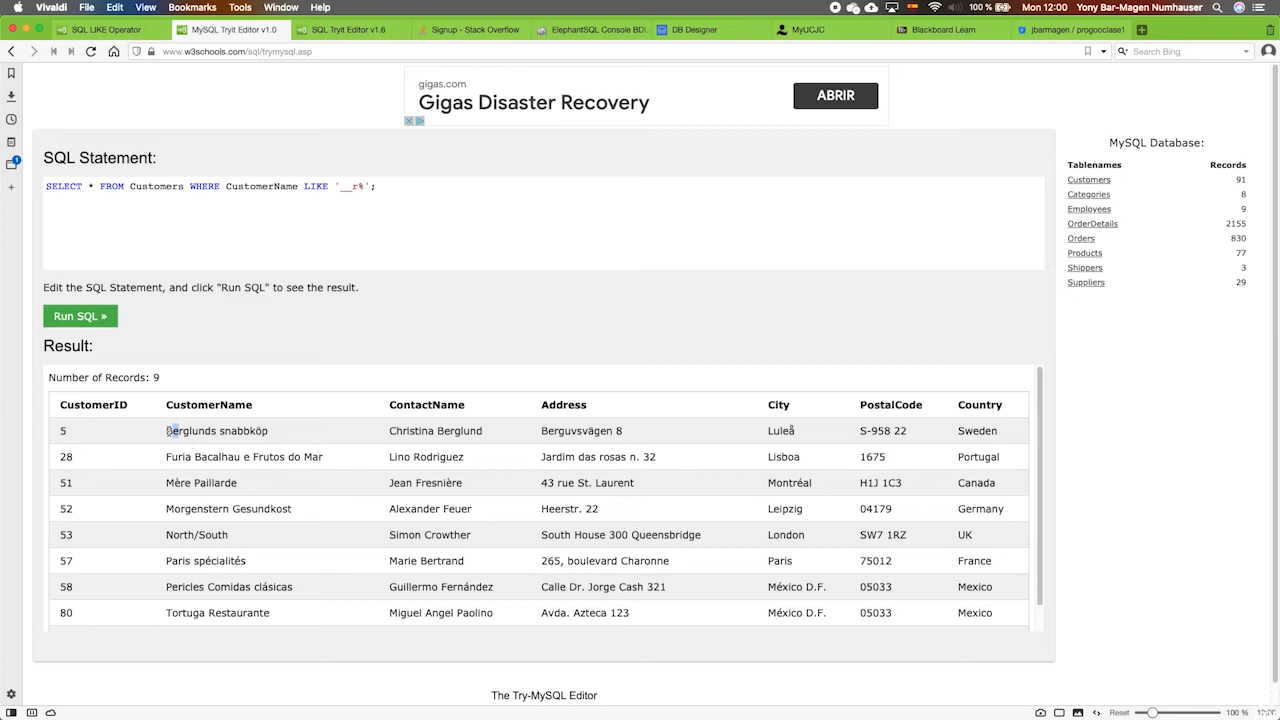 Vivaldi File Edit View Bookmarks Tools Window Help 100 % Mon 12:00 Yony Bar-Magen Numhauser
SQL LIKE Operator MySQL Tryit Editor v1.0 SQL Tryit Editor v1.6 Signup - Stack Overflow ElephantSQL Console BDI. DB Designer MyUCJC Blackboard Learn jbarmagen / progooclase1
www.w3schools.com/sql/trymysql.asp Search Bing
gigas.com
Gigas Disaster Recovery
ABRIR
SQL Statement:
SELECT * FROM Customers WHERE CustomerName LIKE '__r%';
Edit the SQL Statement, and click "Run SQL" to see the result.
Run SQL »
Result:
Number of Records: 9
CustomerID CustomerName ContactName Address City PostalCode Country
5 Berglunds snabbköp Christina Berglund Berguvsvägen 8 Luleå S-958 22 Sweden
28 Furia Bacalhau e Frutos do Mar Lino Rodriguez Jardim das rosas n. 32 Lisboa 1675 Portugal
51 Mère Paillarde Jean Fresnière 43 rue St. Laurent Montréal H1J 1C3 Canada
52 Morgenstern Gesundkost Alexander Feuer Heerstr. 22 Leipzig 04179 Germany
53 North/South Simon Crowther South House 300 Queensbridge London SW7 1RZ UK
57 Paris spécialités Marie Bertrand 265, boulevard Charonne Paris 75012 France
58 Pericles Comidas clásicas Guillermo Fernández Calle Dr. Jorge Cash 321 México D.F. 05033 Mexico
80 Tortuga Restaurante Miguel Angel Paolino Avda. Azteca 123 México D.F. 05033 Mexico
MySQL Database:
Tablenames Records
Customers 91
Categories 8
Employees 9
OrderDetails 2155
Orders 830
Products 77
Shippers 3
Suppliers 29
The Try-MySQL Editor
1
Reset 100 %